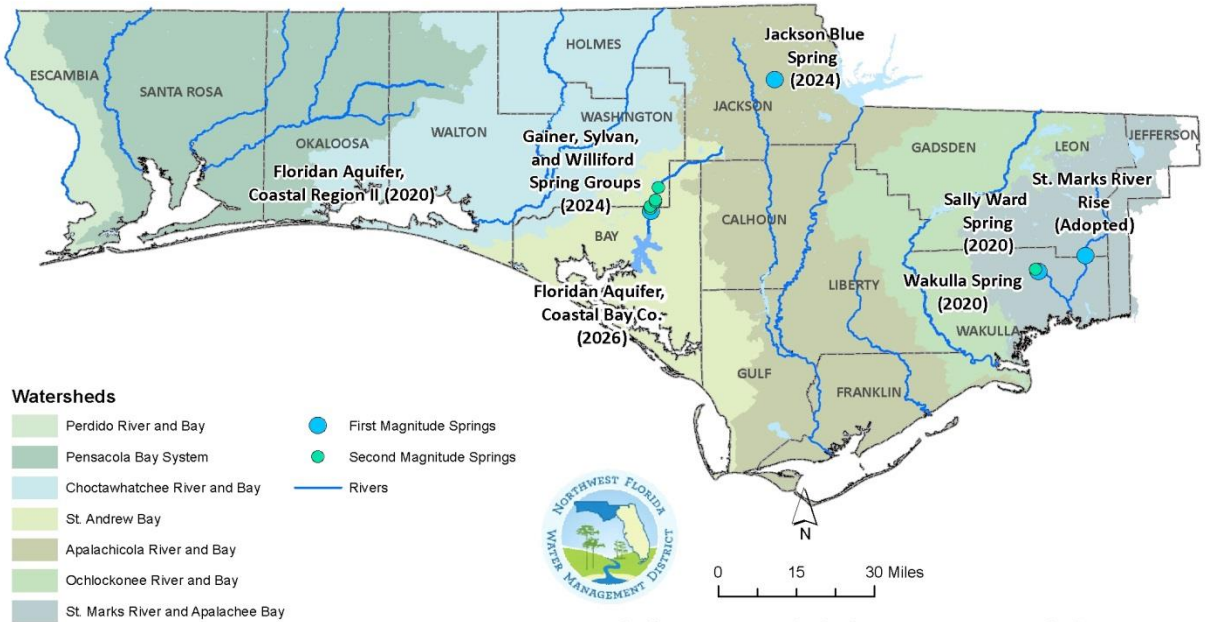 ESCAMBIA
SANTA ROSA
OKALOOSA
WALTON
HOLMES
WASHINGTON
JACKSON
BAY
CALHOUN
GULF
LIBERTY
FRANKLIN
GADSDEN
LEON
JEFFERSON
WAKULLA
Jackson Blue
Spring
(2024)
Gainer, Sylvan,
and Williford
Spring Groups
(2024)
Floridan Aquifer,
Coastal Region II (2020)
Floridan Aquifer,
Coastal Bay Co.
(2026)
Sally Ward
Spring
(2020)
St. Marks River
Rise
(Adopted)
Wakulla Spring
(2020)
Watersheds
Perdido River and Bay
Pensacola Bay System
Choctawhatchee River and Bay
St. Andrew Bay
Apalachicola River and Bay
Ochlockonee River and Bay
St. Marks River and Apalachee Bay
First Magnitude Springs
Second Magnitude Springs
Rivers
NORTHWEST FLORIDA
WATER MANAGEMENT DISTRICT
N
0 15 30 Miles